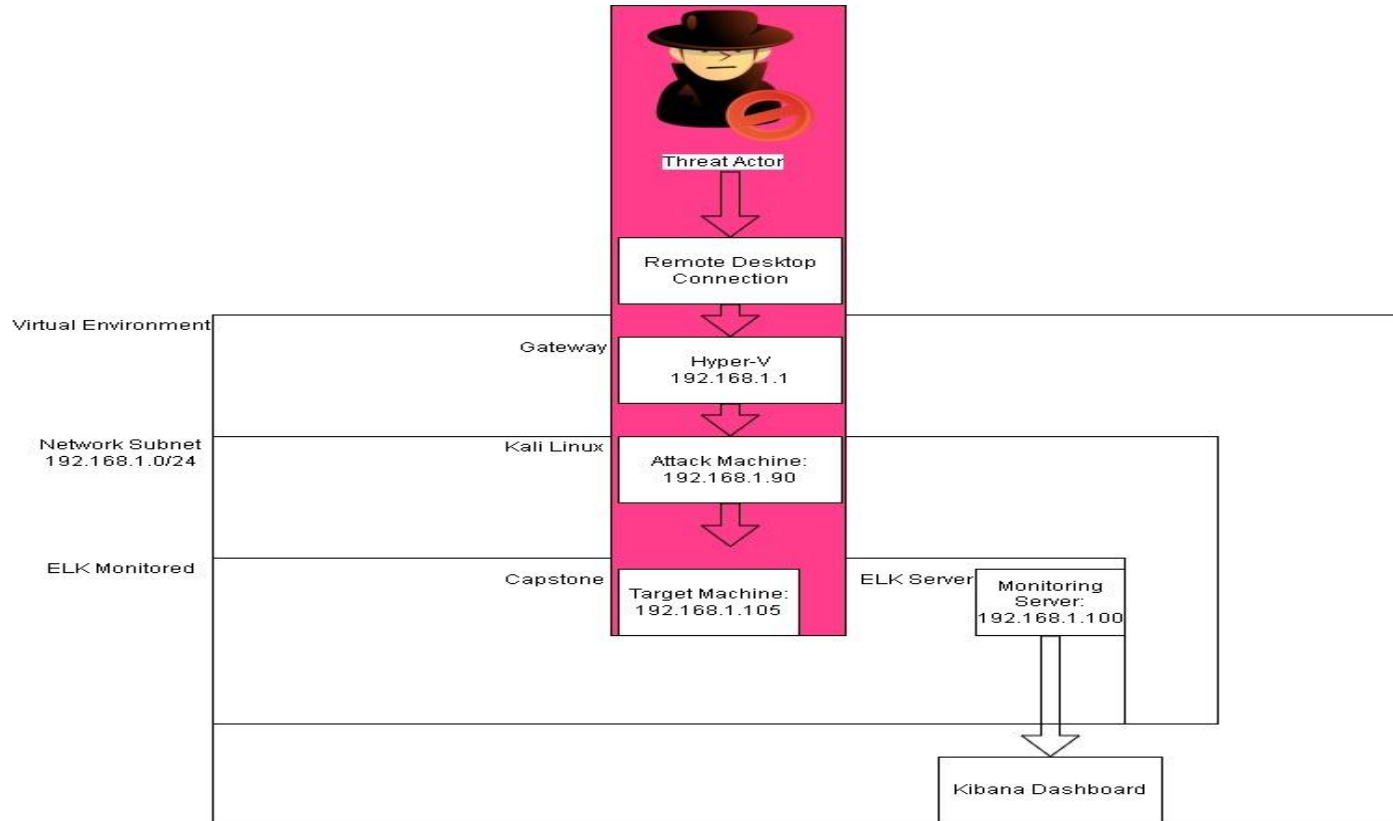 Threat Actor
Remote Desktop
Connection
Virtual Environment
Gateway
Hyper-V
192.168.1.1
Network Subnet
192.168.1.0/24
Kali Linux
Attack Machine:
192.168.1.90
ELK Monitored
Capstone
Target Machine:
192.168.1.105
ELK Server
Monitoring
Server:
192.168.1.100
Kibana Dashboard